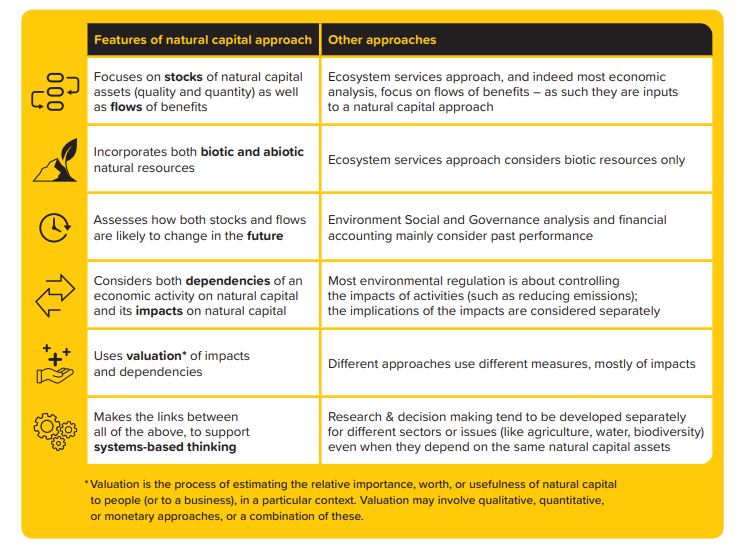 Features of natural capital approach
Other approaches
Focuses on stocks of natural capital
assets (quality and quantity) as well
as flows of benefits
Ecosystem services approach, and indeed most economic
analysis, focus on flows of benefits – as such they are inputs
to a natural capital approach
Incorporates both biotic and abiotic
natural resources
Ecosystem services approach considers biotic resources only
Assesses how both stocks and flows
are likely to change in the future
Environment Social and Governance analysis and financial
accounting mainly consider past performance
Considers both dependencies of an
economic activity on natural capital
and its impacts on natural capital
Most environmental regulation is about controlling
the impacts of activities (such as reducing emissions);
the implications of the impacts are considered separately
Uses valuation* of impacts
and dependencies
Different approaches use different measures, mostly of impacts
Makes the links between
all of the above, to support
systems-based thinking
Research & decision making tend to be developed separately
for different sectors or issues (like agriculture, water, biodiversity)
even when they depend on the same natural capital assets
* Valuation is the process of estimating the relative importance, worth, or usefulness of natural capital
to people (or to a business), in a particular context. Valuation may involve qualitative, quantitative,
or monetary approaches, or a combination of these.